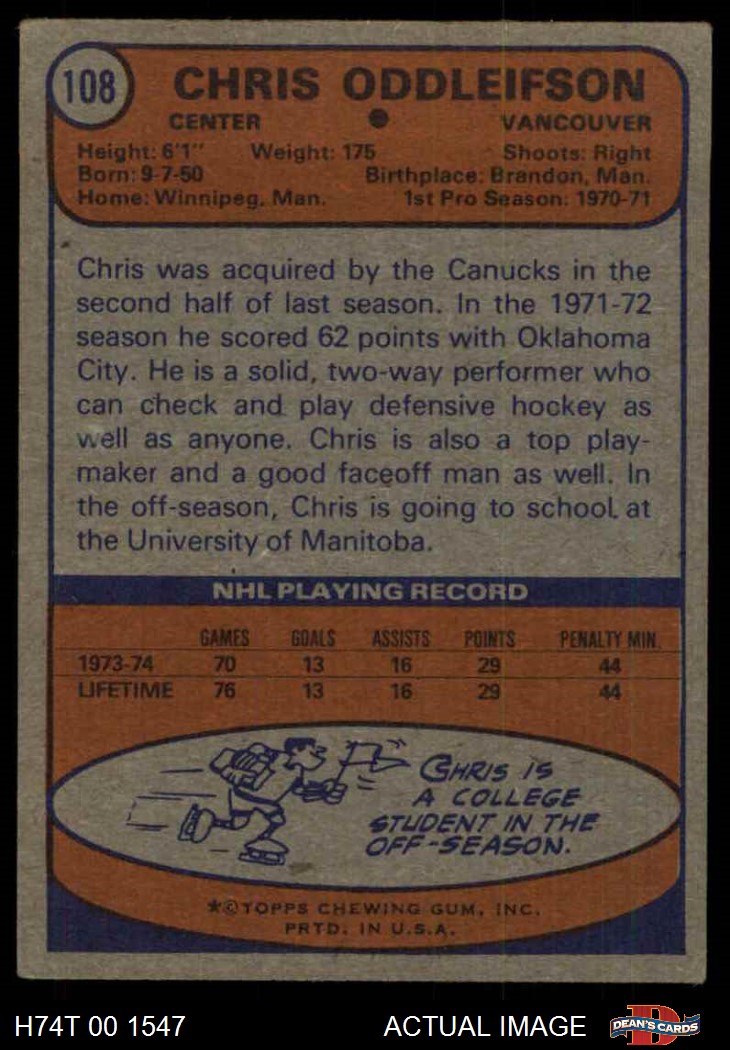 108
CHRIS ODDLEIFSON
CENTER ● VANCOUVER
Height: 6'1" Weight: 175 Shoots: Right
Born: 9-7-50 Birthplace: Brandon, Man.
Home: Winnipeg, Man. 1st Pro Season: 1970-71
Chris was acquired by the Canucks in the
second half of last season. In the 1971-72
season he scored 62 points with Oklahoma
City. He is a solid, two-way performer who
can check and play defensive hockey as
well as anyone. Chris is also a top play-
maker and a good faceoff man as well. In
the off-season, Chris is going to school at
the University of Manitoba.
NHL PLAYING RECORD
GAMES GOALS ASSISTS POINTS PENALTY MIN.
1973-74 70 13 16 29 44
LIFETIME 76 13 16 29 44
CHRIS IS
A COLLEGE
STUDENT IN THE
OFF-SEASON.
*©TOPPS CHEWING GUM, INC.
PRTD. IN U.S.A.
H74T 00 1547 ACTUAL IMAGE
D
DEAN'S CARDS